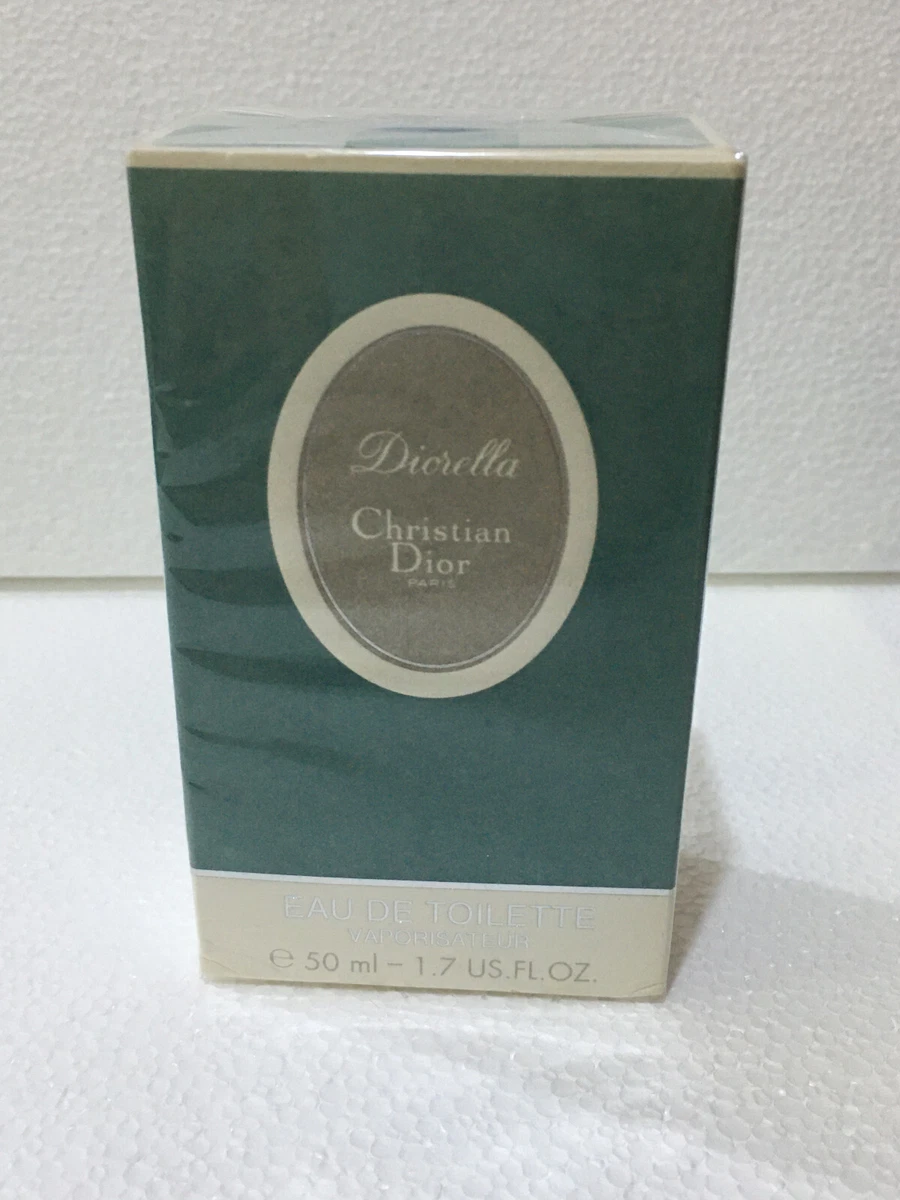 Diorella
Christian
Dior
PARIS
EAU DE TOILETTE
VAPORISATEUR
℮ 50 ml – 1.7 US.FL.OZ.